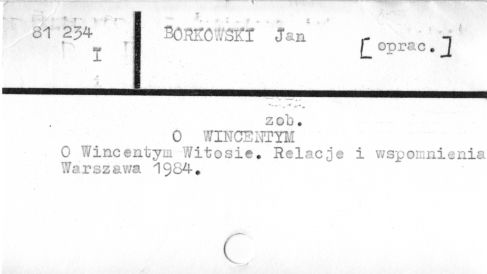 81 234
I
BORKOWSKI Jan
[oprac.]
zob.
O WINCENTYM
O Wincentym Witosie. Relacje i wspomnienia
Warszawa 1984.